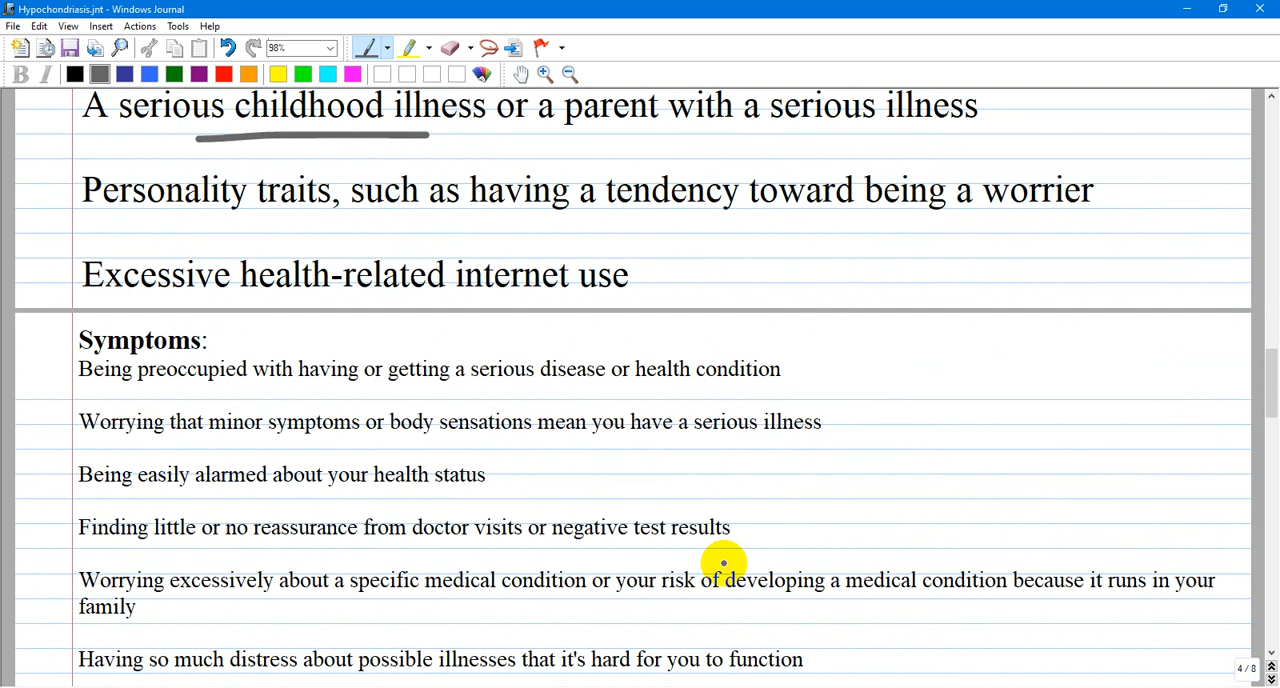 Hypochondriasis.jnt - Windows Journal
File Edit View Insert Actions Tools Help
98%
B I
A serious childhood illness or a parent with a serious illness
Personality traits, such as having a tendency toward being a worrier
Excessive health-related internet use
Symptoms:
Being preoccupied with having or getting a serious disease or health condition
Worrying that minor symptoms or body sensations mean you have a serious illness
Being easily alarmed about your health status
Finding little or no reassurance from doctor visits or negative test results
Worrying excessively about a specific medical condition or your risk of developing a medical condition because it runs in your
family
Having so much distress about possible illnesses that it's hard for you to function
4 / 8